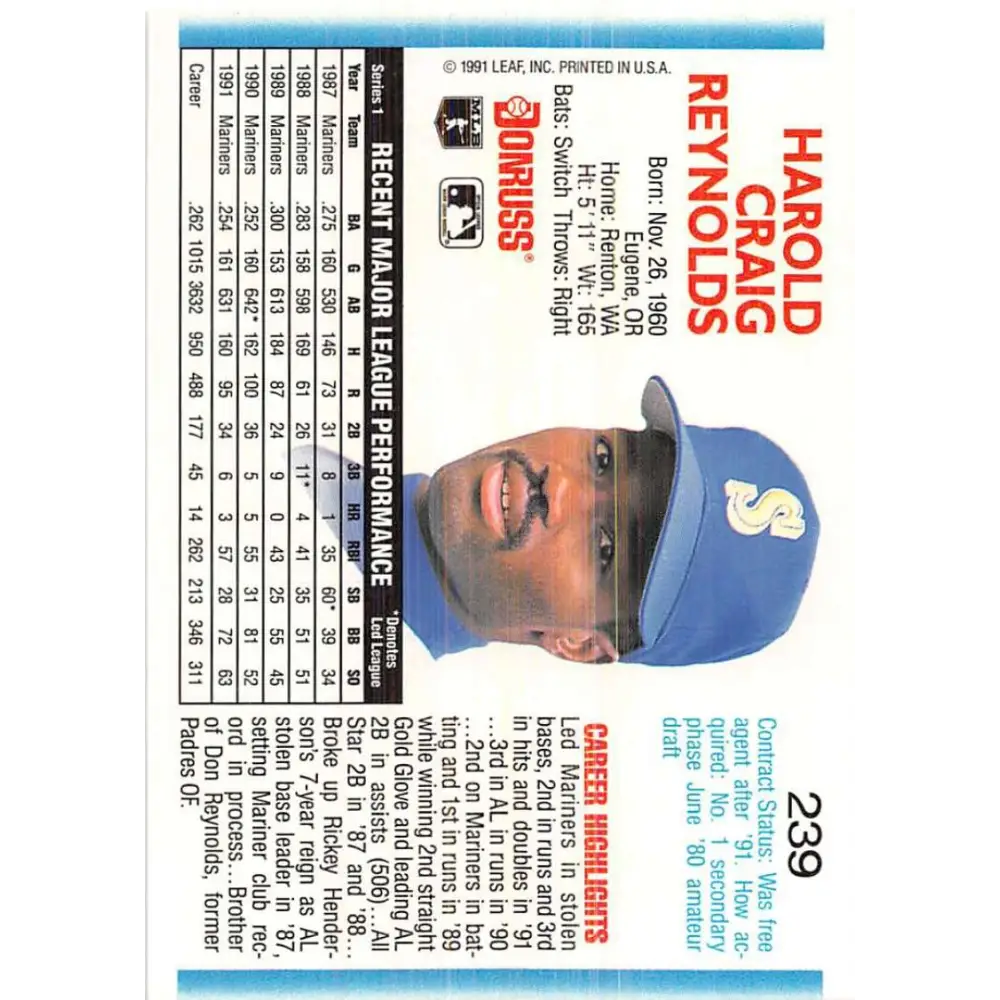 HAROLD
CRAIG
REYNOLDS
Born: Nov. 26, 1960
Eugene, OR
Home: Renton, WA
Ht: 5'11" Wt: 165
Bats: Switch Throws: Right
DONRUSS®
MLB
© 1991 LEAF, INC. PRINTED IN U.S.A.
S
239
Contract Status: Was free
agent after '91. How ac-
quired: No. 1 secondary
phase June '80 amateur
draft
CAREER HIGHLIGHTS
Led Mariners in stolen
bases, 2nd in runs and 3rd
in hits and doubles in '91
...3rd in AL in runs in '90
...2nd on Mariners in bat-
ting and 1st in runs in '89
while winning 2nd straight
Gold Glove and leading AL
2B in assists (506)...All
Star 2B in '87 and '88...
Broke up Rickey Hender-
son's 7-year reign as AL
stolen base leader in '87,
setting Mariner club rec-
ord in process...Brother
of Don Reynolds, former
Padres OF.
Series 1 RECENT MAJOR LEAGUE PERFORMANCE *Denotes
Led League
Year Team BA G AB H R 2B 3B HR RBI SB BB SO
1987 Mariners .275 160 530 146 73 31 8 1 35 60* 39 34
1988 Mariners .283 158 598 169 61 26 11* 4 41 35 51 51
1989 Mariners .300 153 613 184 87 24 9 0 43 25 55 45
1990 Mariners .252 160 642* 162 100 36 5 5 55 31 81 52
1991 Mariners .254 161 631 160 95 34 6 3 57 28 72 63
Career .262 1015 3632 950 488 177 45 14 262 213 346 311